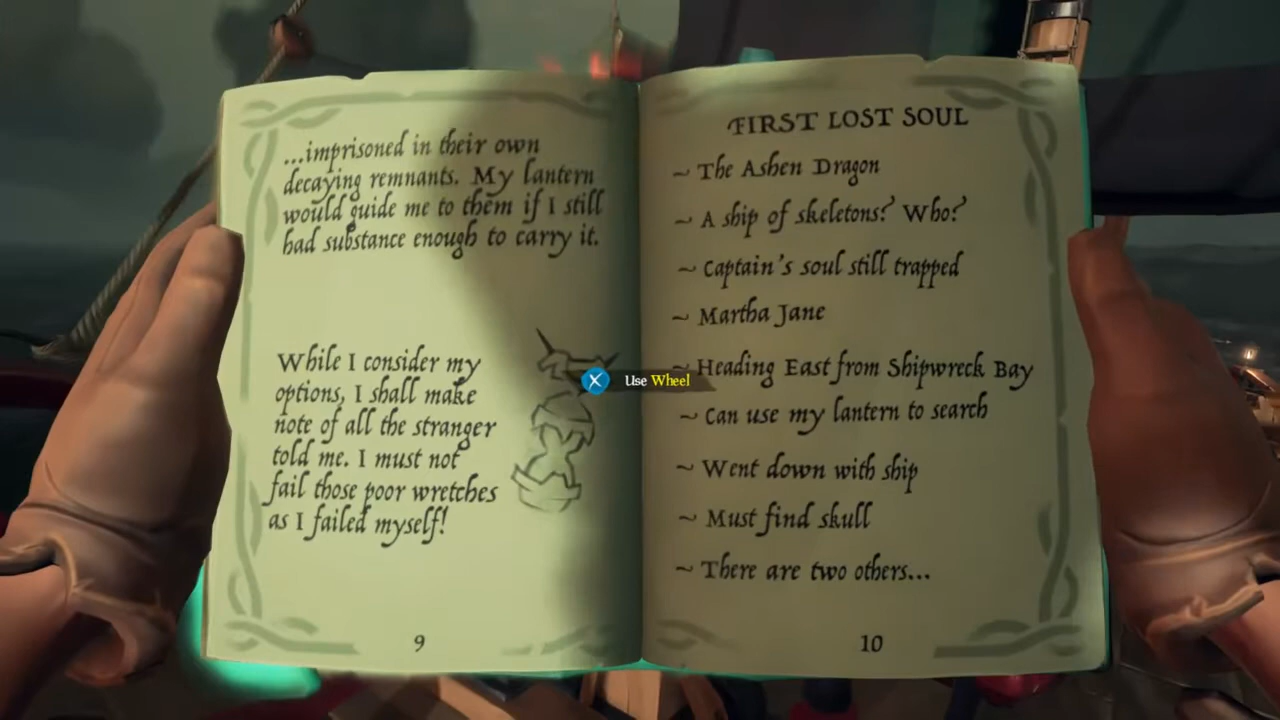 ...imprisoned in their own
decaying remnants. My lantern
would guide me to them if I still
had substance enough to carry it.
While I consider my
options, I shall make
note of all the stranger
told me. I must not
fail those poor wretches
as I failed myself!
9
FIRST LOST SOUL
~ The Ashen Dragon
~ A ship of skeletons? Who?
~ Captain's soul still trapped
~ Martha Jane
~ Heading East from Shipwreck Bay
~ Can use my lantern to search
~ Went down with ship
~ Must find skull
~ There are two others...
10
X Use Wheel